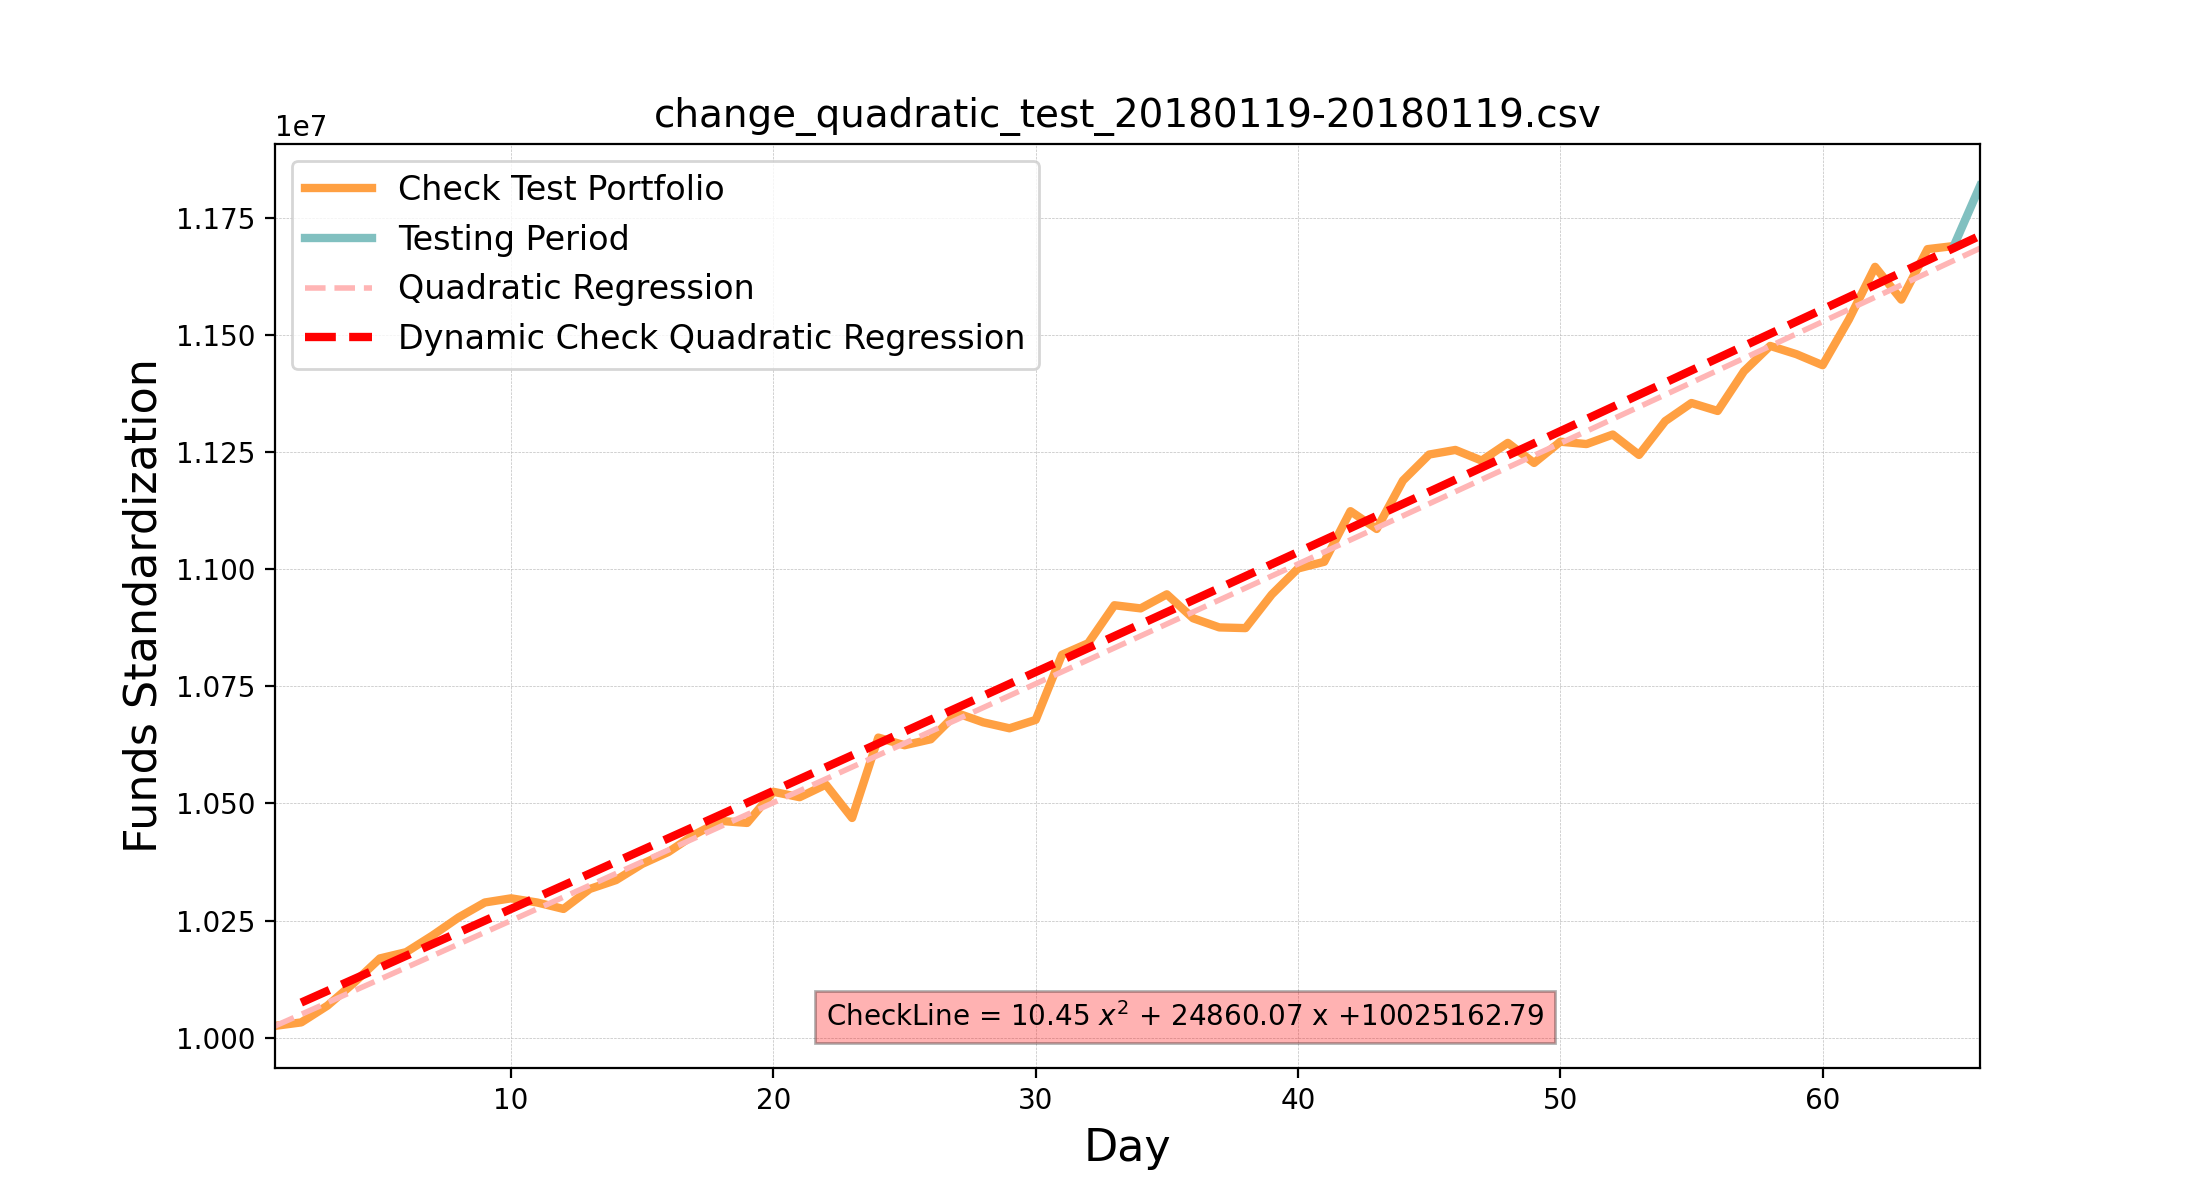 change_quadratic_test_20180119-20180119.csv
1e7
Check Test Portfolio
Testing Period
Quadratic Regression
Dynamic Check Quadratic Regression
1.175
1.150
1.125
1.100
1.075
1.050
1.025
1.000
Funds Standardization
CheckLine = 10.45 x² + 24860.07 x +10025162.79
10 20 30 40 50 60
Day